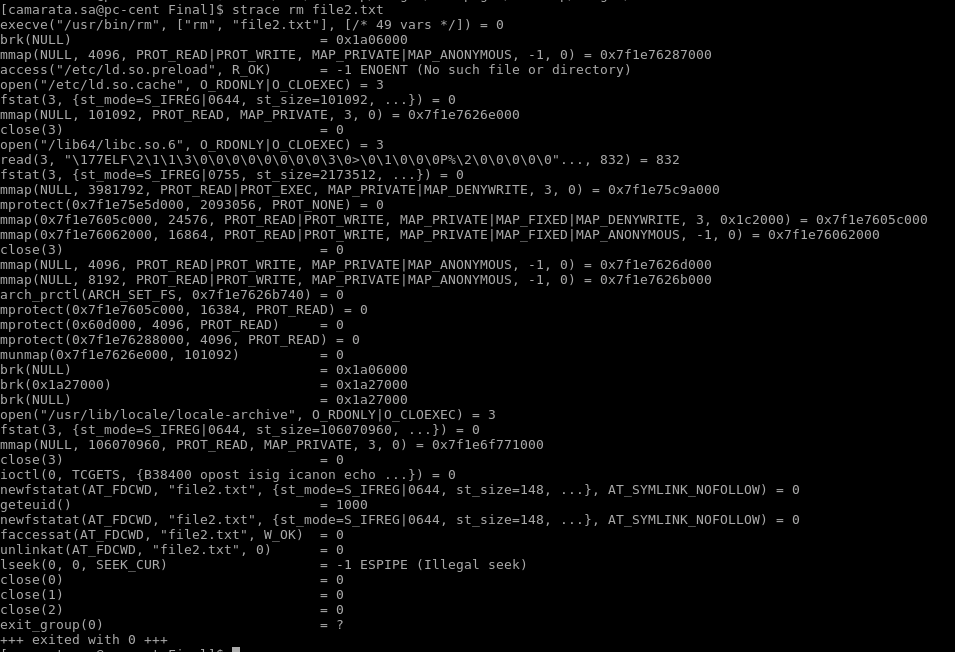 [camarata.sa@pc-cent Final]$ strace rm file2.txt
execve("/usr/bin/rm", ["rm", "file2.txt"], [/* 49 vars */]) = 0
brk(NULL)                               = 0x1a06000
mmap(NULL, 4096, PROT_READ|PROT_WRITE, MAP_PRIVATE|MAP_ANONYMOUS, -1, 0) = 0x7f1e76287000
access("/etc/ld.so.preload", R_OK)      = -1 ENOENT (No such file or directory)
open("/etc/ld.so.cache", O_RDONLY|O_CLOEXEC) = 3
fstat(3, {st_mode=S_IFREG|0644, st_size=101092, ...}) = 0
mmap(NULL, 101092, PROT_READ, MAP_PRIVATE, 3, 0) = 0x7f1e7626e000
close(3)                                = 0
open("/lib64/libc.so.6", O_RDONLY|O_CLOEXEC) = 3
read(3, "\177ELF\2\1\1\3\0\0\0\0\0\0\0\0\3\0>\0\1\0\0\0P%\2\0\0\0\0\0"..., 832) = 832
fstat(3, {st_mode=S_IFREG|0755, st_size=2173512, ...}) = 0
mmap(NULL, 3981792, PROT_READ|PROT_EXEC, MAP_PRIVATE|MAP_DENYWRITE, 3, 0) = 0x7f1e75c9a000
mprotect(0x7f1e75e5d000, 2093056, PROT_NONE) = 0
mmap(0x7f1e7605c000, 24576, PROT_READ|PROT_WRITE, MAP_PRIVATE|MAP_FIXED|MAP_DENYWRITE, 3, 0x1c2000) = 0x7f1e7605c000
mmap(0x7f1e76062000, 16864, PROT_READ|PROT_WRITE, MAP_PRIVATE|MAP_FIXED|MAP_ANONYMOUS, -1, 0) = 0x7f1e76062000
close(3)                                = 0
mmap(NULL, 4096, PROT_READ|PROT_WRITE, MAP_PRIVATE|MAP_ANONYMOUS, -1, 0) = 0x7f1e7626d000
mmap(NULL, 8192, PROT_READ|PROT_WRITE, MAP_PRIVATE|MAP_ANONYMOUS, -1, 0) = 0x7f1e7626b000
arch_prctl(ARCH_SET_FS, 0x7f1e7626b740) = 0
mprotect(0x7f1e7605c000, 16384, PROT_READ) = 0
mprotect(0x60d000, 4096, PROT_READ)     = 0
mprotect(0x7f1e76288000, 4096, PROT_READ) = 0
munmap(0x7f1e7626e000, 101092)          = 0
brk(NULL)                               = 0x1a06000
brk(0x1a27000)                          = 0x1a27000
brk(NULL)                               = 0x1a27000
open("/usr/lib/locale/locale-archive", O_RDONLY|O_CLOEXEC) = 3
fstat(3, {st_mode=S_IFREG|0644, st_size=106070960, ...}) = 0
mmap(NULL, 106070960, PROT_READ, MAP_PRIVATE, 3, 0) = 0x7f1e6f771000
close(3)                                = 0
ioctl(0, TCGETS, {B38400 opost isig icanon echo ...}) = 0
newfstatat(AT_FDCWD, "file2.txt", {st_mode=S_IFREG|0644, st_size=148, ...}, AT_SYMLINK_NOFOLLOW) = 0
geteuid()                               = 1000
newfstatat(AT_FDCWD, "file2.txt", {st_mode=S_IFREG|0644, st_size=148, ...}, AT_SYMLINK_NOFOLLOW) = 0
faccessat(AT_FDCWD, "file2.txt", W_OK)  = 0
unlinkat(AT_FDCWD, "file2.txt", 0)      = 0
lseek(0, 0, SEEK_CUR)                   = -1 ESPIPE (Illegal seek)
close(0)                                = 0
close(1)                                = 0
close(2)                                = 0
exit_group(0)                           = ?
+++ exited with 0 +++